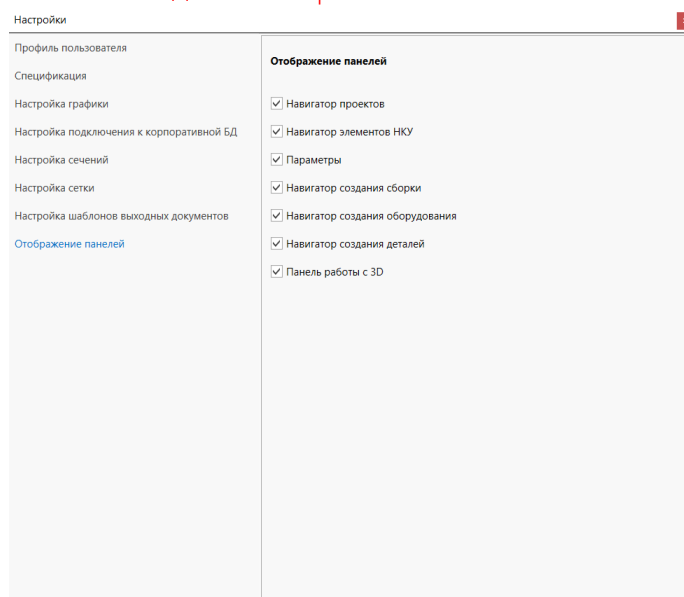 Настройки
Профиль пользователя
Спецификация
Настройка графики
Настройка подключения к корпоративной БД
Настройка сечений
Настройка сетки
Настройка шаблонов выходных документов
Отображение панелей
Отображение панелей
Навигатор проектов
Навигатор элементов НКУ
Параметры
Навигатор создания сборки
Навигатор создания оборудования
Навигатор создания деталей
Панель работы с 3D